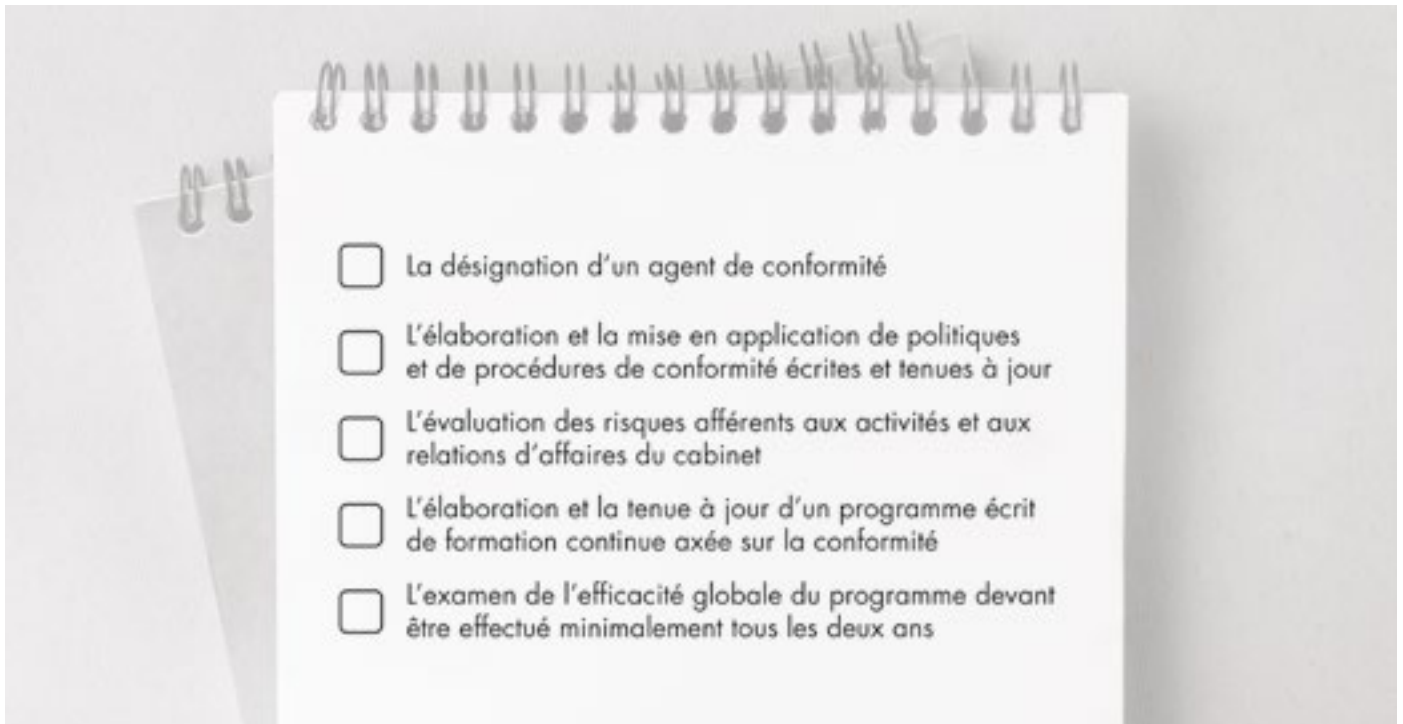 La désignation d'un agent de conformité
L'élaboration et la mise en application de politiques
et de procédures de conformité écrites et tenues à jour
L'évaluation des risques afférents aux activités et aux
relations d'affaires du cabinet
L'élaboration et la tenue à jour d'un programme écrit
de formation continue axée sur la conformité
L'examen de l'efficacité globale du programme devant
être effectué minimalement tous les deux ans